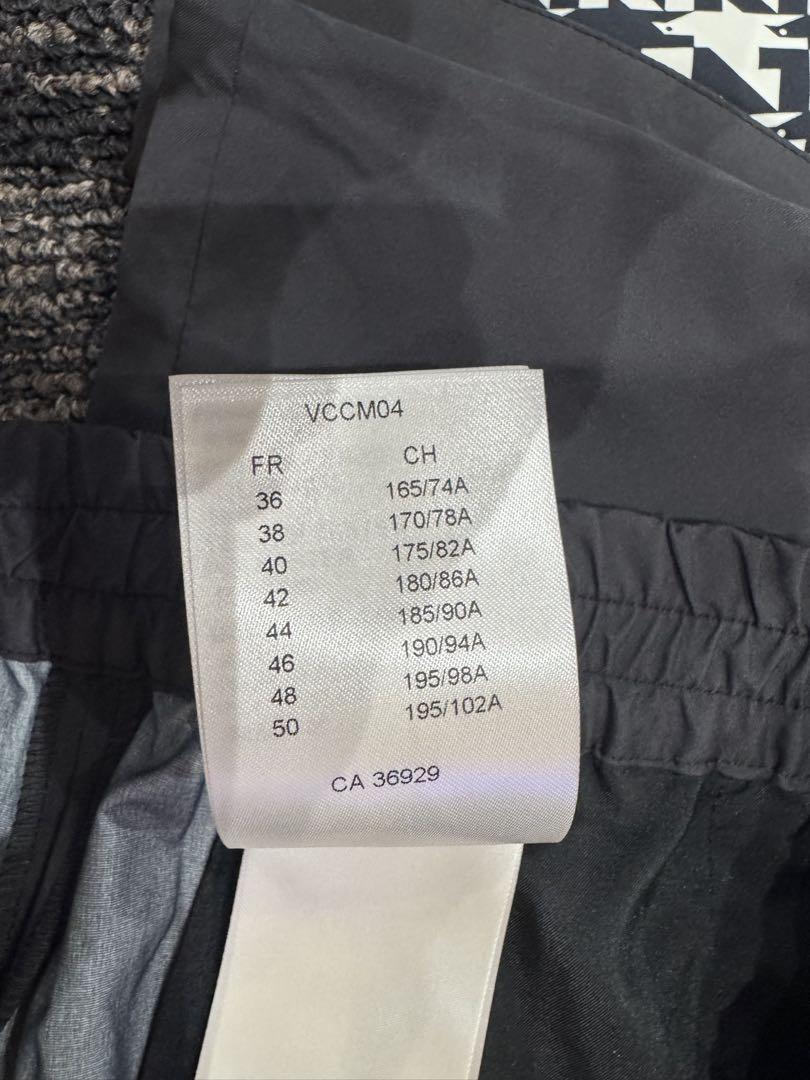 VCCM04
FR CH
36 165/74A
38 170/78A
40 175/82A
42 180/86A
44 185/90A
46 190/94A
48 195/98A
50 195/102A
CA 36929